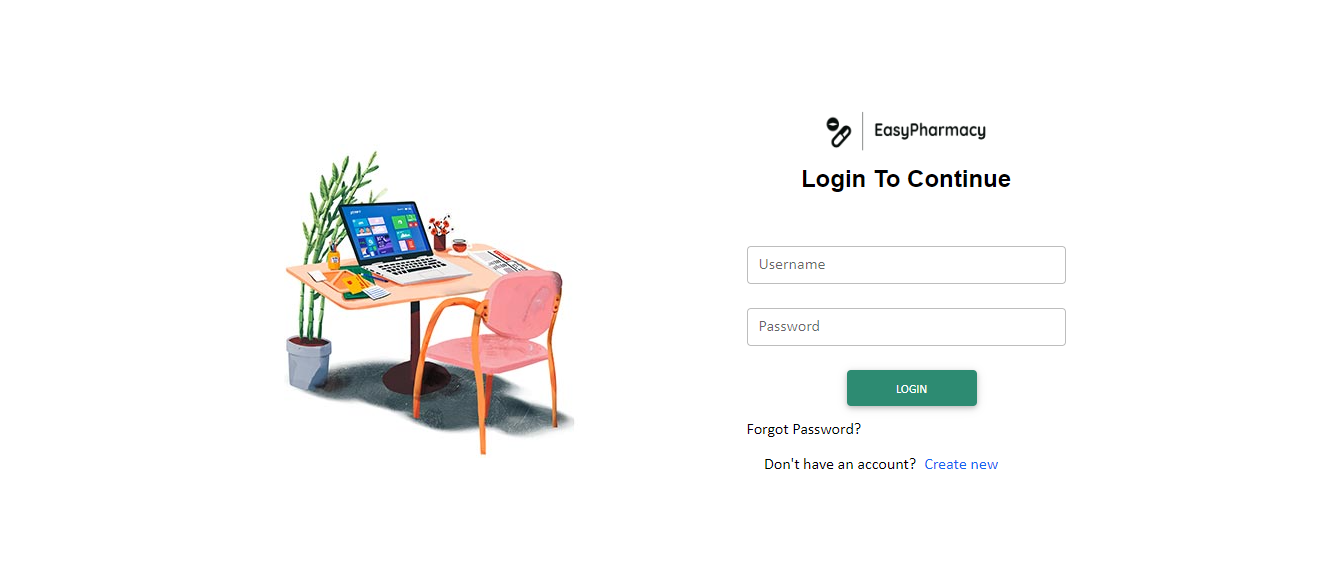 EasyPharmacy
Login To Continue
Username
Password
LOGIN
Forgot Password?
Don't have an account? Create new